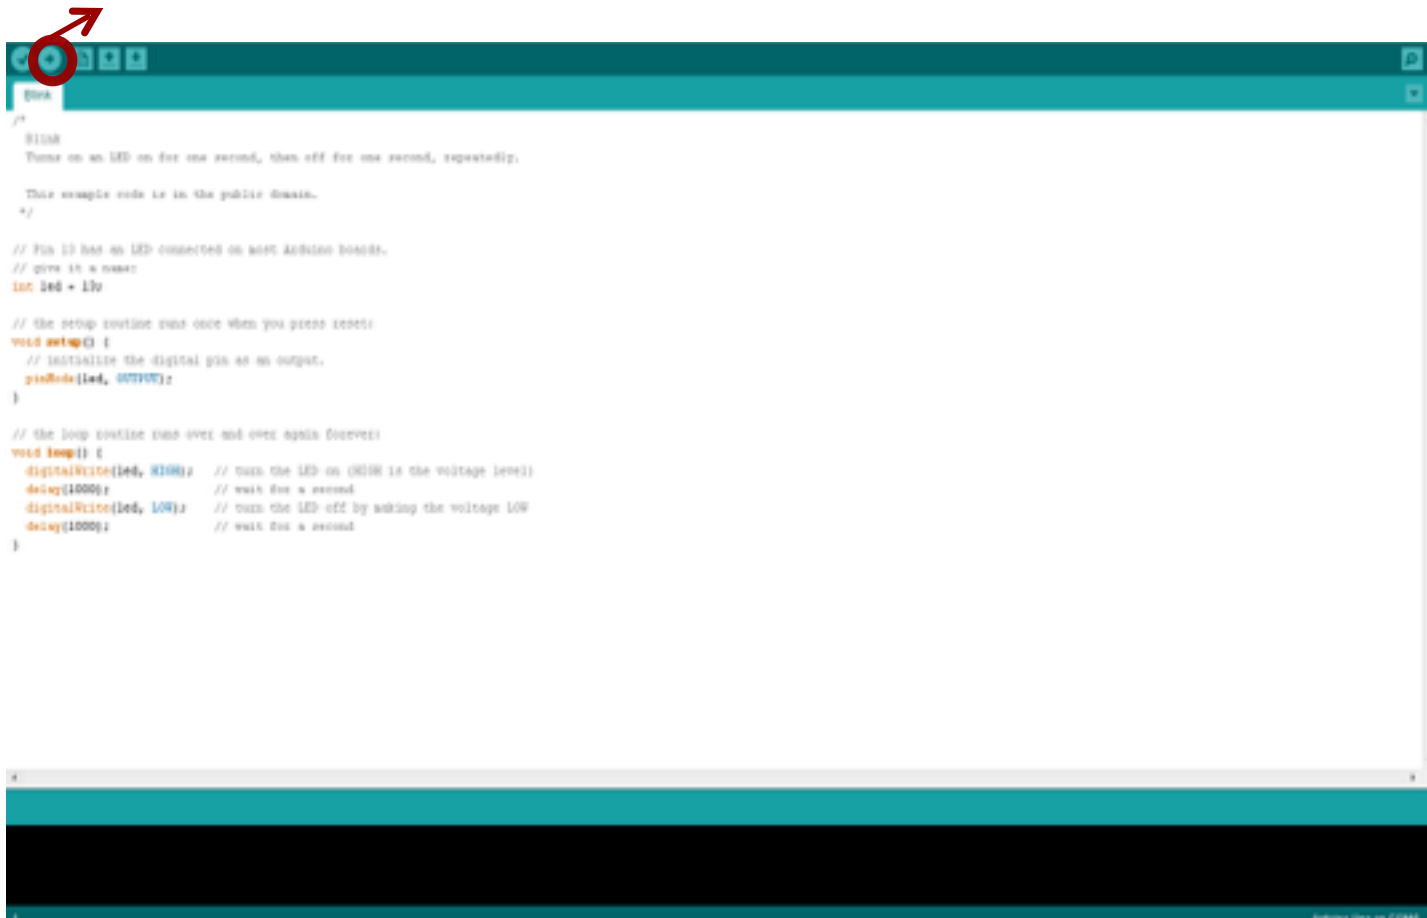 Blink
/*
Blink
Turns on an LED on for one second, then off for one second, repeatedly.
This example code is in the public domain.
*/
// Pin 13 has an LED connected on most Arduino boards.
// give it a name:
int led = 13;
// the setup routine runs once when you press reset:
void setup() {
// initialize the digital pin as an output.
pinMode(led, OUTPUT);
}
// the loop routine runs over and over again forever:
void loop() {
digitalWrite(led, HIGH);   // turn the LED on (HIGH is the voltage level)
delay(1000);               // wait for a second
digitalWrite(led, LOW);    // turn the LED off by making the voltage LOW
delay(1000);               // wait for a second
}
Arduino Uno on